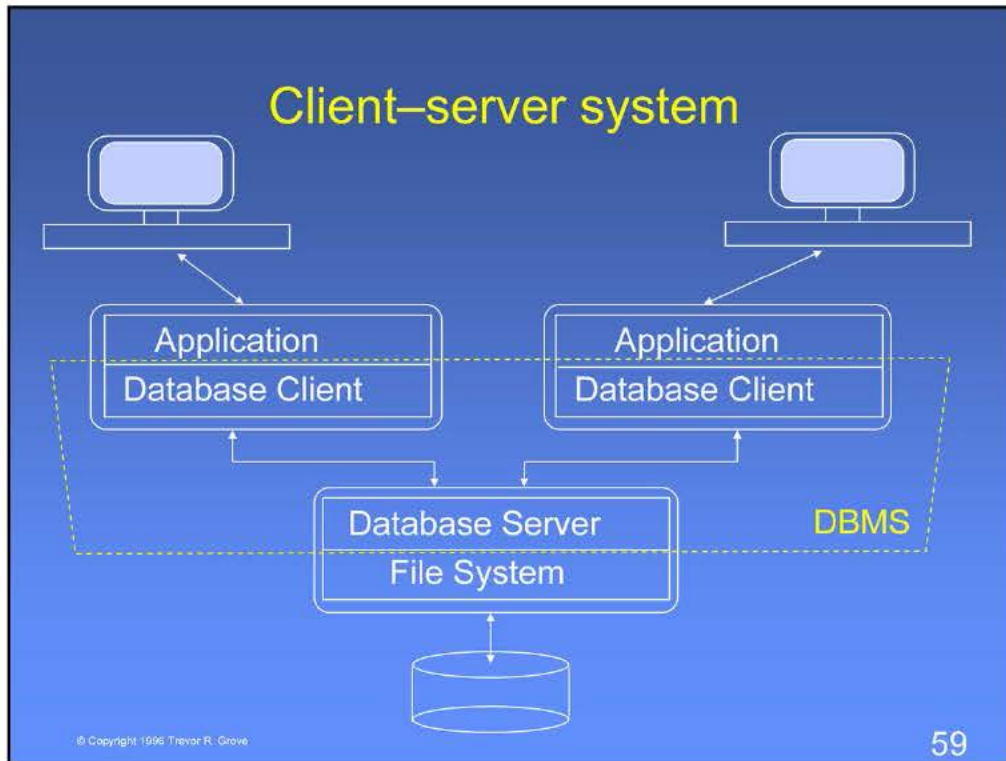 Client–server system
Application
Database Client
Application
Database Client
Database Server
File System
DBMS
© Copyright 1996 Trevor R. Grove
59